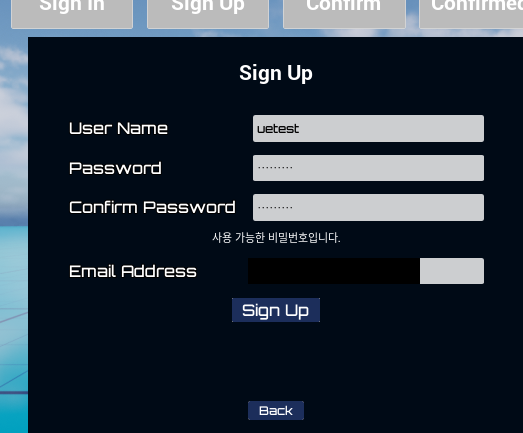 Sign In Sign Up Confirm Confirmed
Sign Up
User Name uetest
Password ·········
Confirm Password ·········
사용 가능한 비밀번호입니다.
Email Address
Sign Up
Back